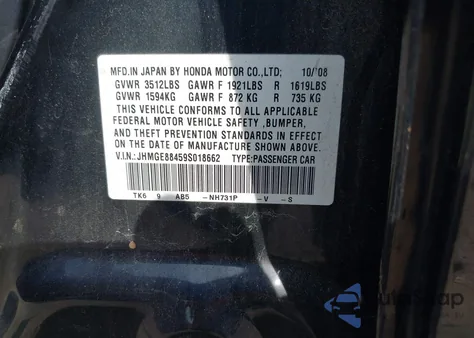 MFD.IN JAPAN BY HONDA MOTOR CO.,LTD; 10/'08
GVWR 3512LBS GAWR F 1921LBS R 1619LBS
GVWR 1594KG GAWR F 872 KG R 735 KG
THIS VEHICLE CONFORMS TO ALL APPLICABLE
FEDERAL MOTOR VEHICLE SAFETY ,BUMPER,
AND THEFT PREVENTION STANDARDS IN EFFECT
ON THE DATE OF MANUFACTURE SHOWN ABOVE.
V.I.N.:JHMGE88459S018662 TYPE:PASSENGER CAR
TK6 9 AB5 -NH731P -V -S